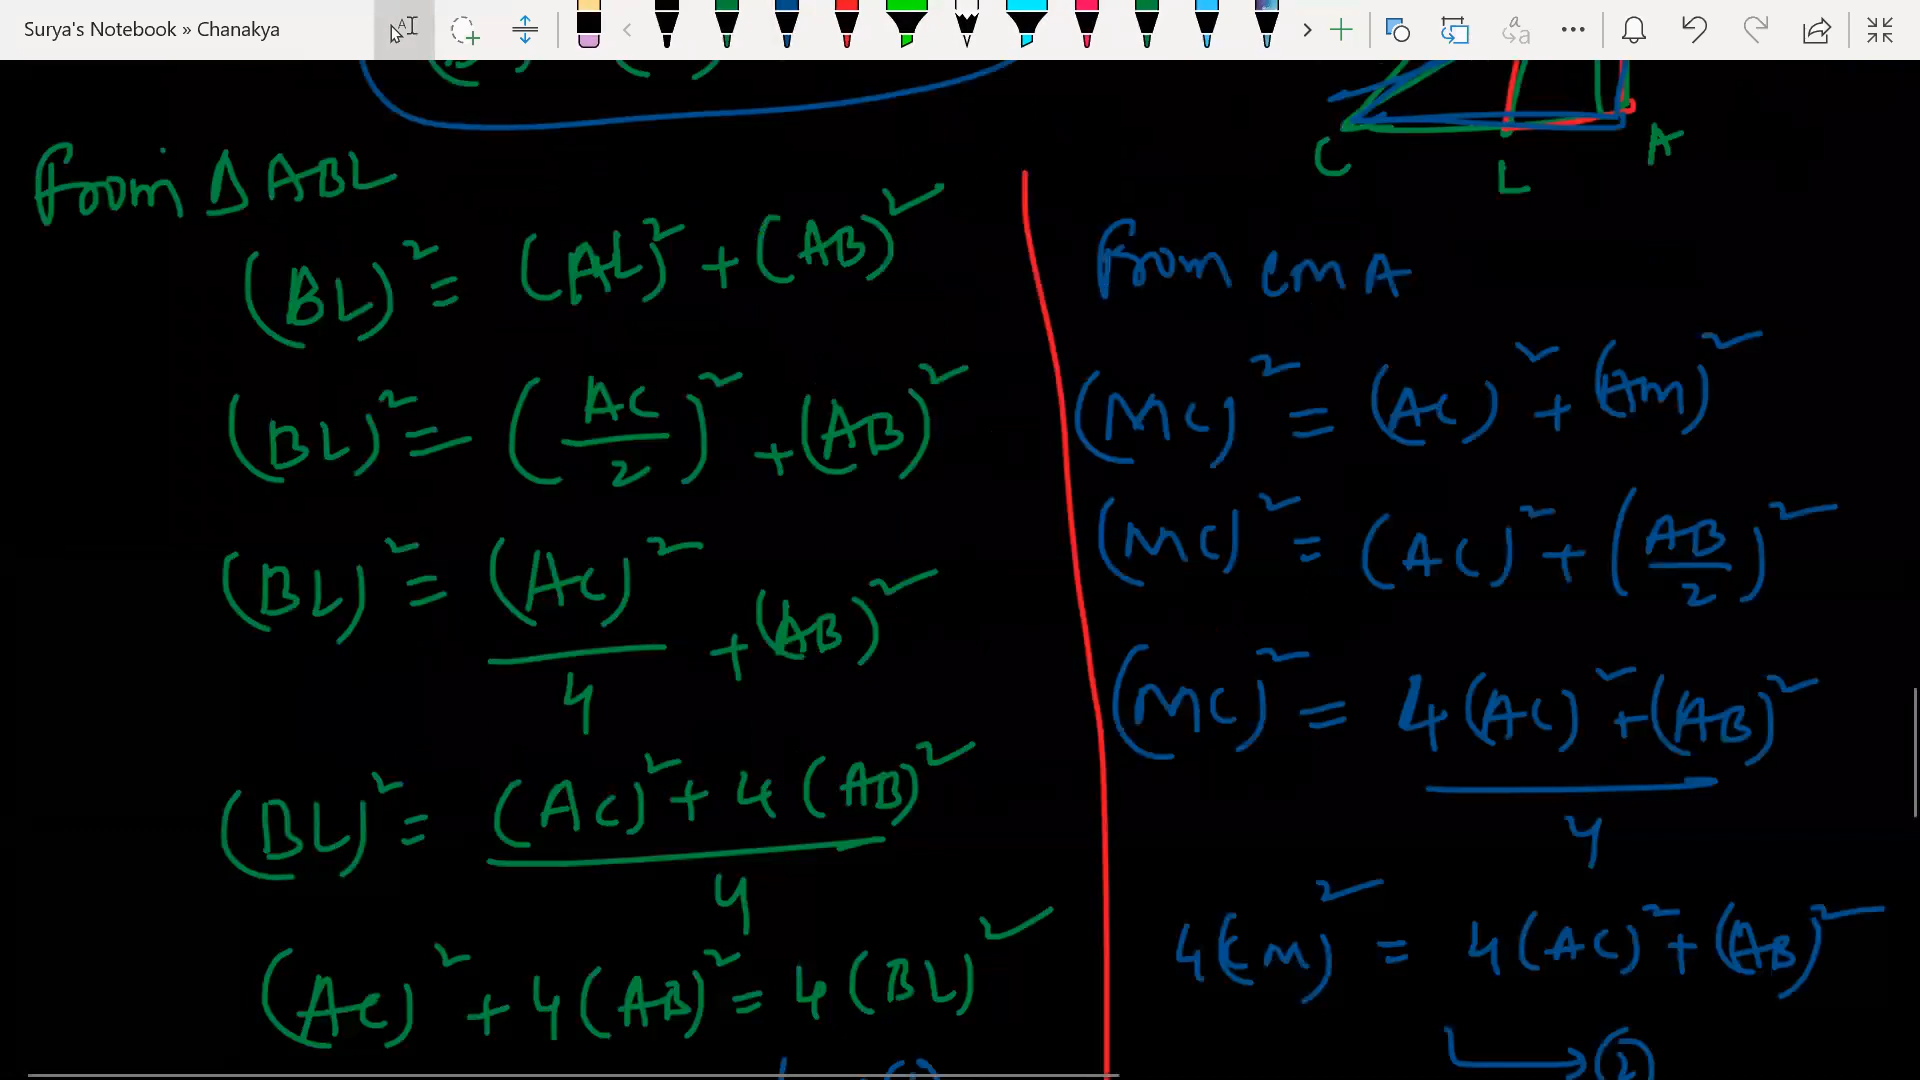 Surya's Notebook » Chanakya
C
L
A
From Δ ABL
(BL)² = (AL)² + (AB)²
(BL)² = (AC/2)² + (AB)²
(BL)² = (AC)²/4 + (AB)²
(BL)² = (AC)² + 4(AB)²/4
(AC)² + 4(AB)² = 4(BL)²
From CMA
(MC)² = (AC)² + (AM)²
(MC)² = (AC)² + (AB/2)²
(MC)² = 4(AC)² + (AB)²/4
4(CM)² = 4(AC)² + (AB)²
→ ②